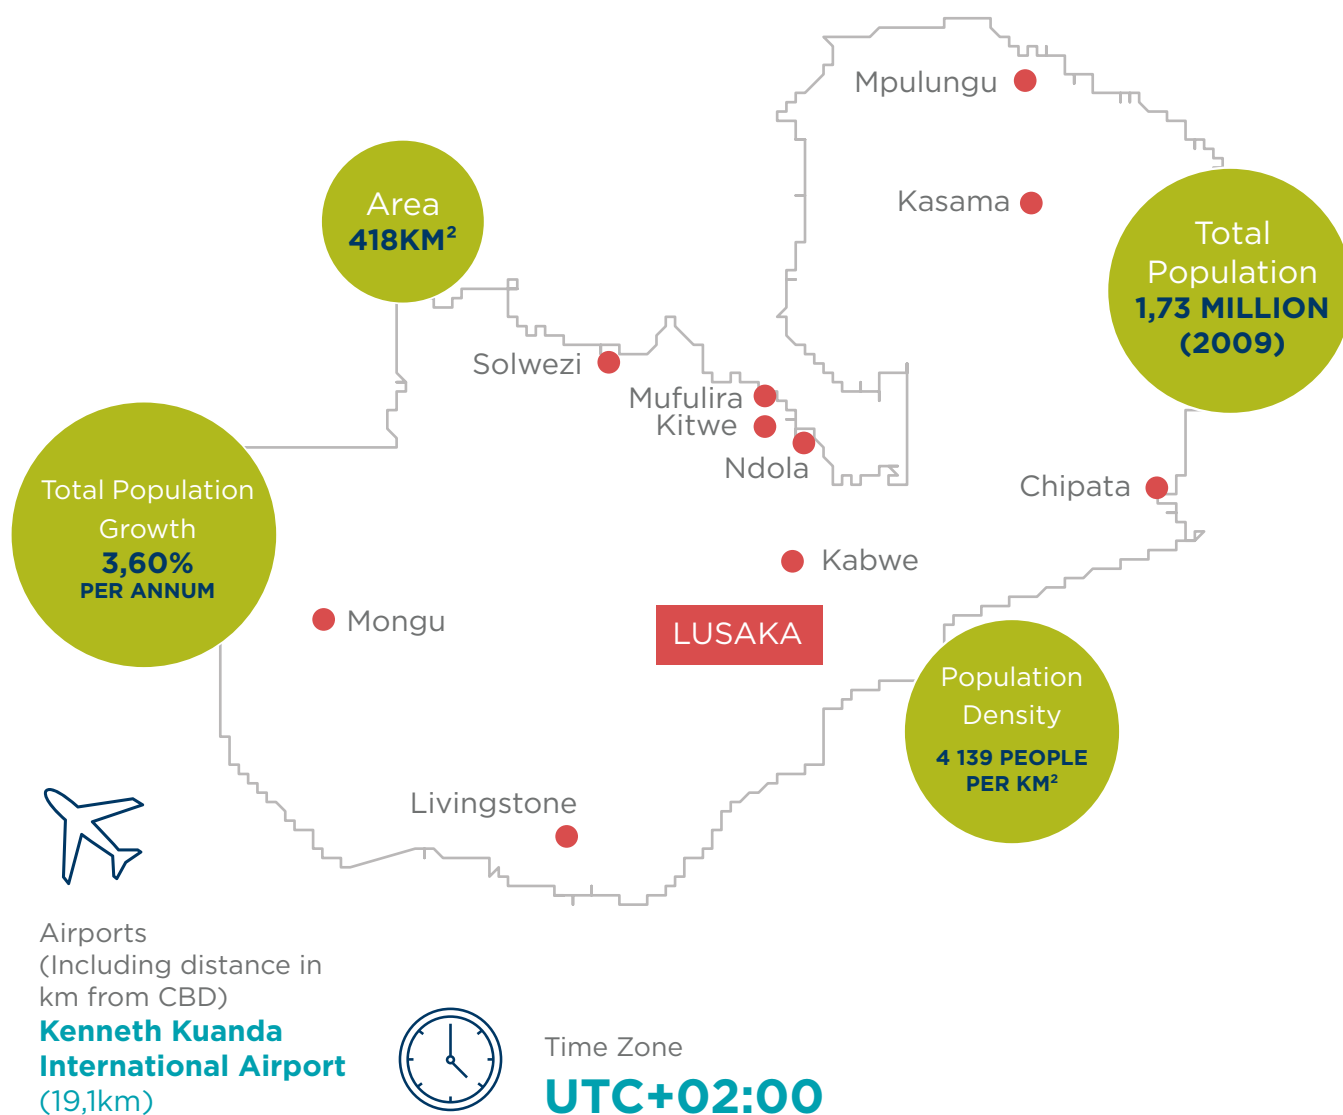 Mpulungu
Kasama
Area
418KM²
Total
Population
1,73 MILLION
(2009)
Solwezi
Mufulira
Kitwe
Ndola
Chipata
Total Population
Growth
3,60%
PER ANNUM
Kabwe
Mongu
LUSAKA
Population
Density
4 139 PEOPLE
PER KM²
Livingstone
Airports
(Including distance in
km from CBD)
Kenneth Kuanda
International Airport
(19,1km)
Time Zone
UTC+02:00